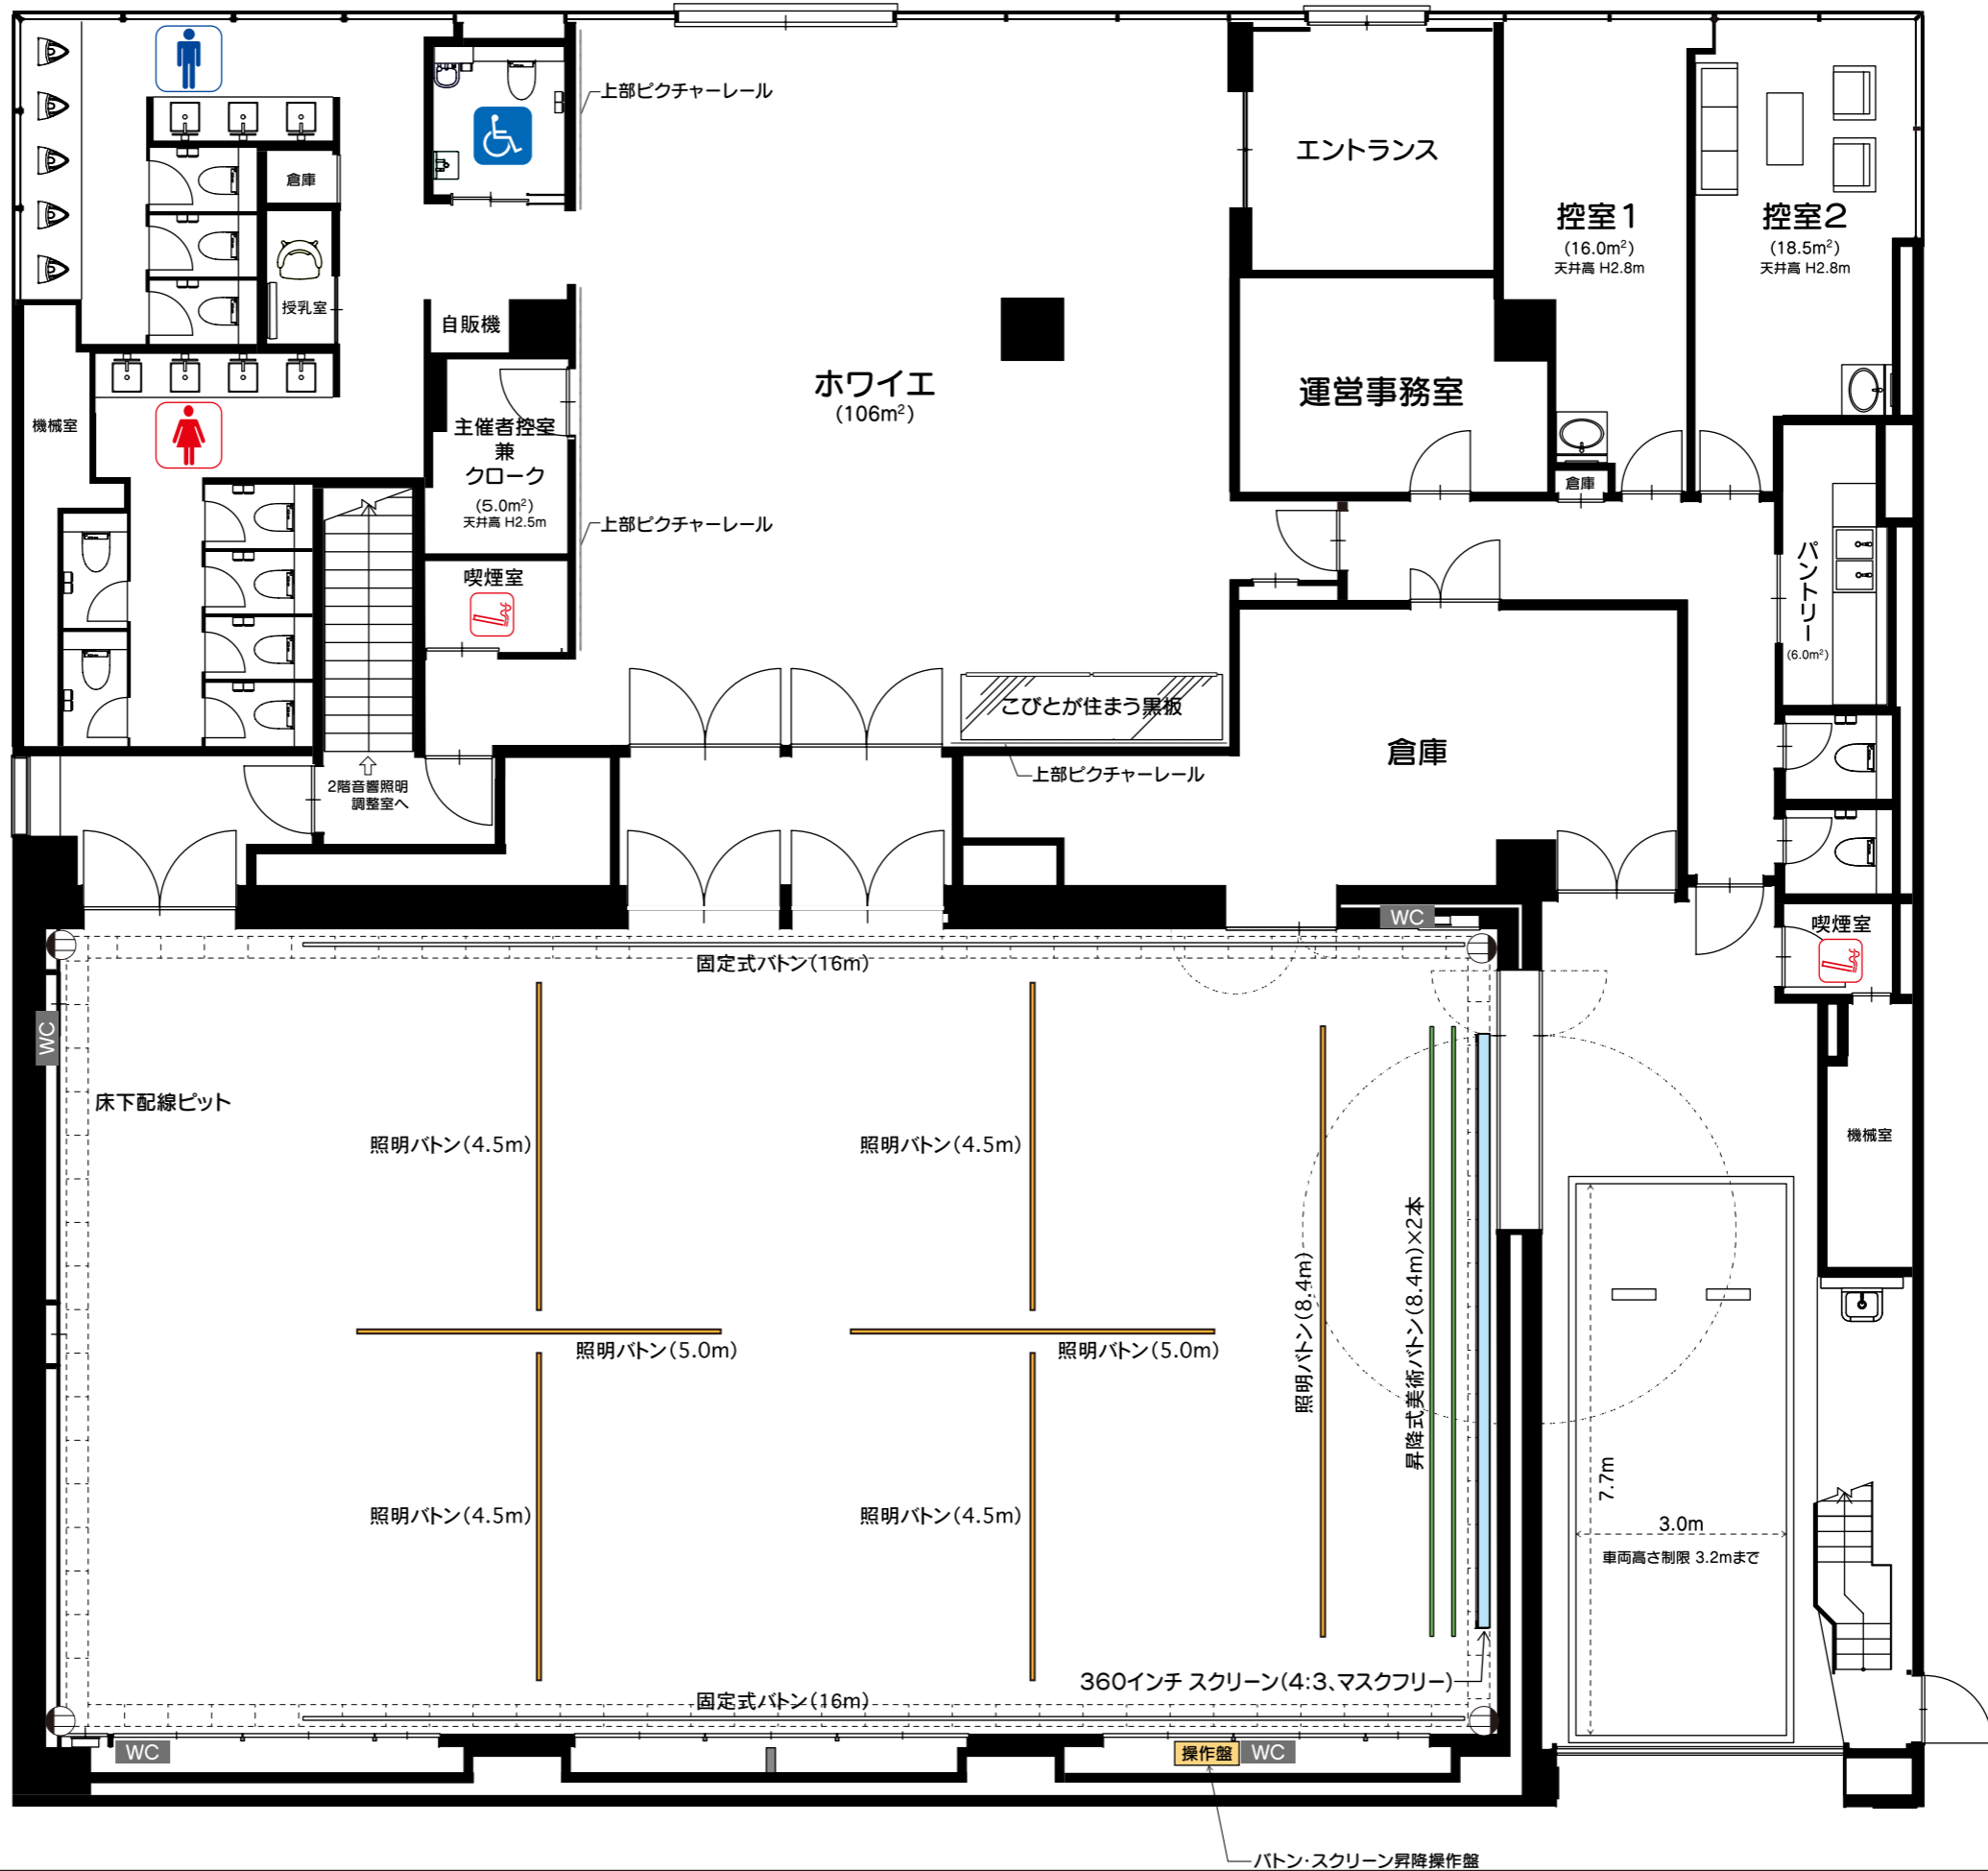 上部ピクチャーレール
エントランス
倉庫
控室1
(16.0m²)
天井高 H2.8m
控室2
(18.5m²)
天井高 H2.8m
授乳室
自販機
ホワイエ
(106m²)
運営事務室
機械室
主催者控室
兼
クローク
(5.0m²)
天井高 H2.5m
倉庫
上部ピクチャーレール
喫煙室
パントリー
(6.0m²)
こびとが住まう黒板
倉庫
上部ピクチャーレール
2階音響照明
調整室へ
WC
喫煙室
固定式バトン(16m)
WC
床下配線ピット
照明バトン(4.5m)
照明バトン(4.5m)
機械室
照明バトン(8.4m)
昇降式美術バトン(8.4m)×2本
照明バトン(5.0m)
照明バトン(5.0m)
7.7m
照明バトン(4.5m)
照明バトン(4.5m)
3.0m
車両高さ制限 3.2mまで
360インチ スクリーン(4:3、マスクフリー)
固定式バトン(16m)
WC
操作盤
WC
バトン・スクリーン昇降操作盤